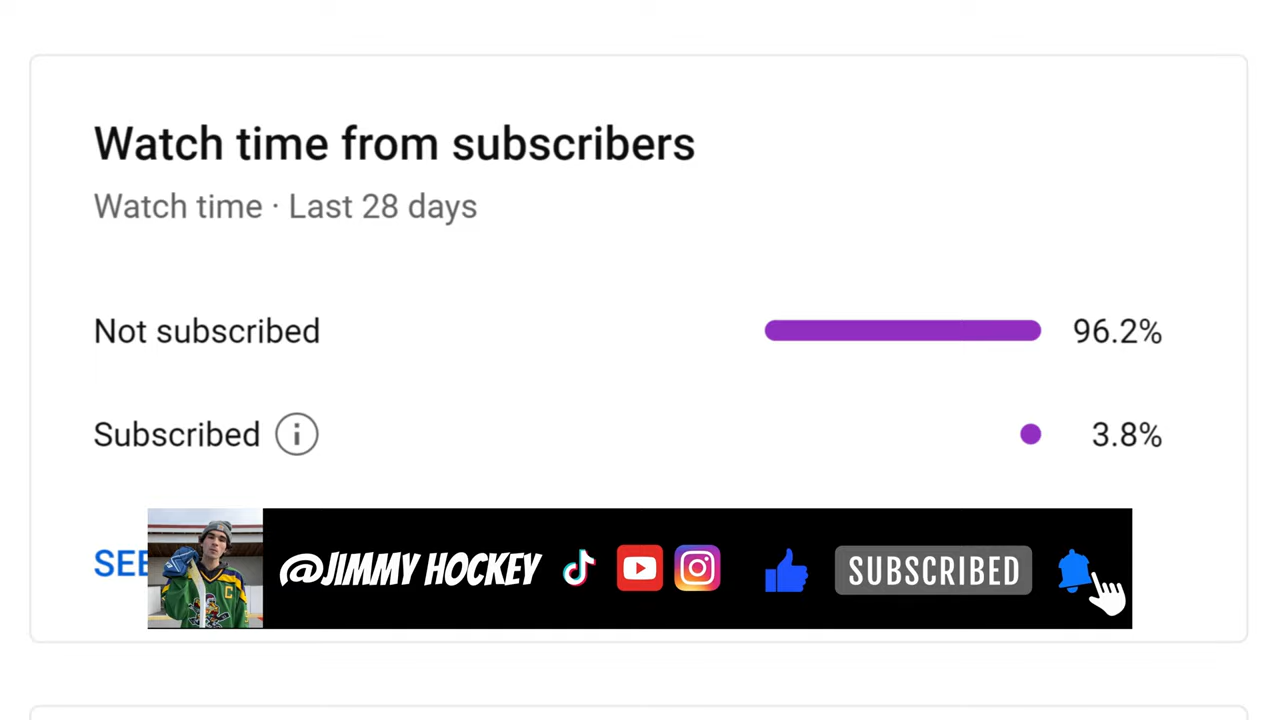 Watch time from subscribers
Watch time · Last 28 days
Not subscribed 96.2%
Subscribed 3.8%
SEE
@JIMMY HOCKEY SUBSCRIBED
C